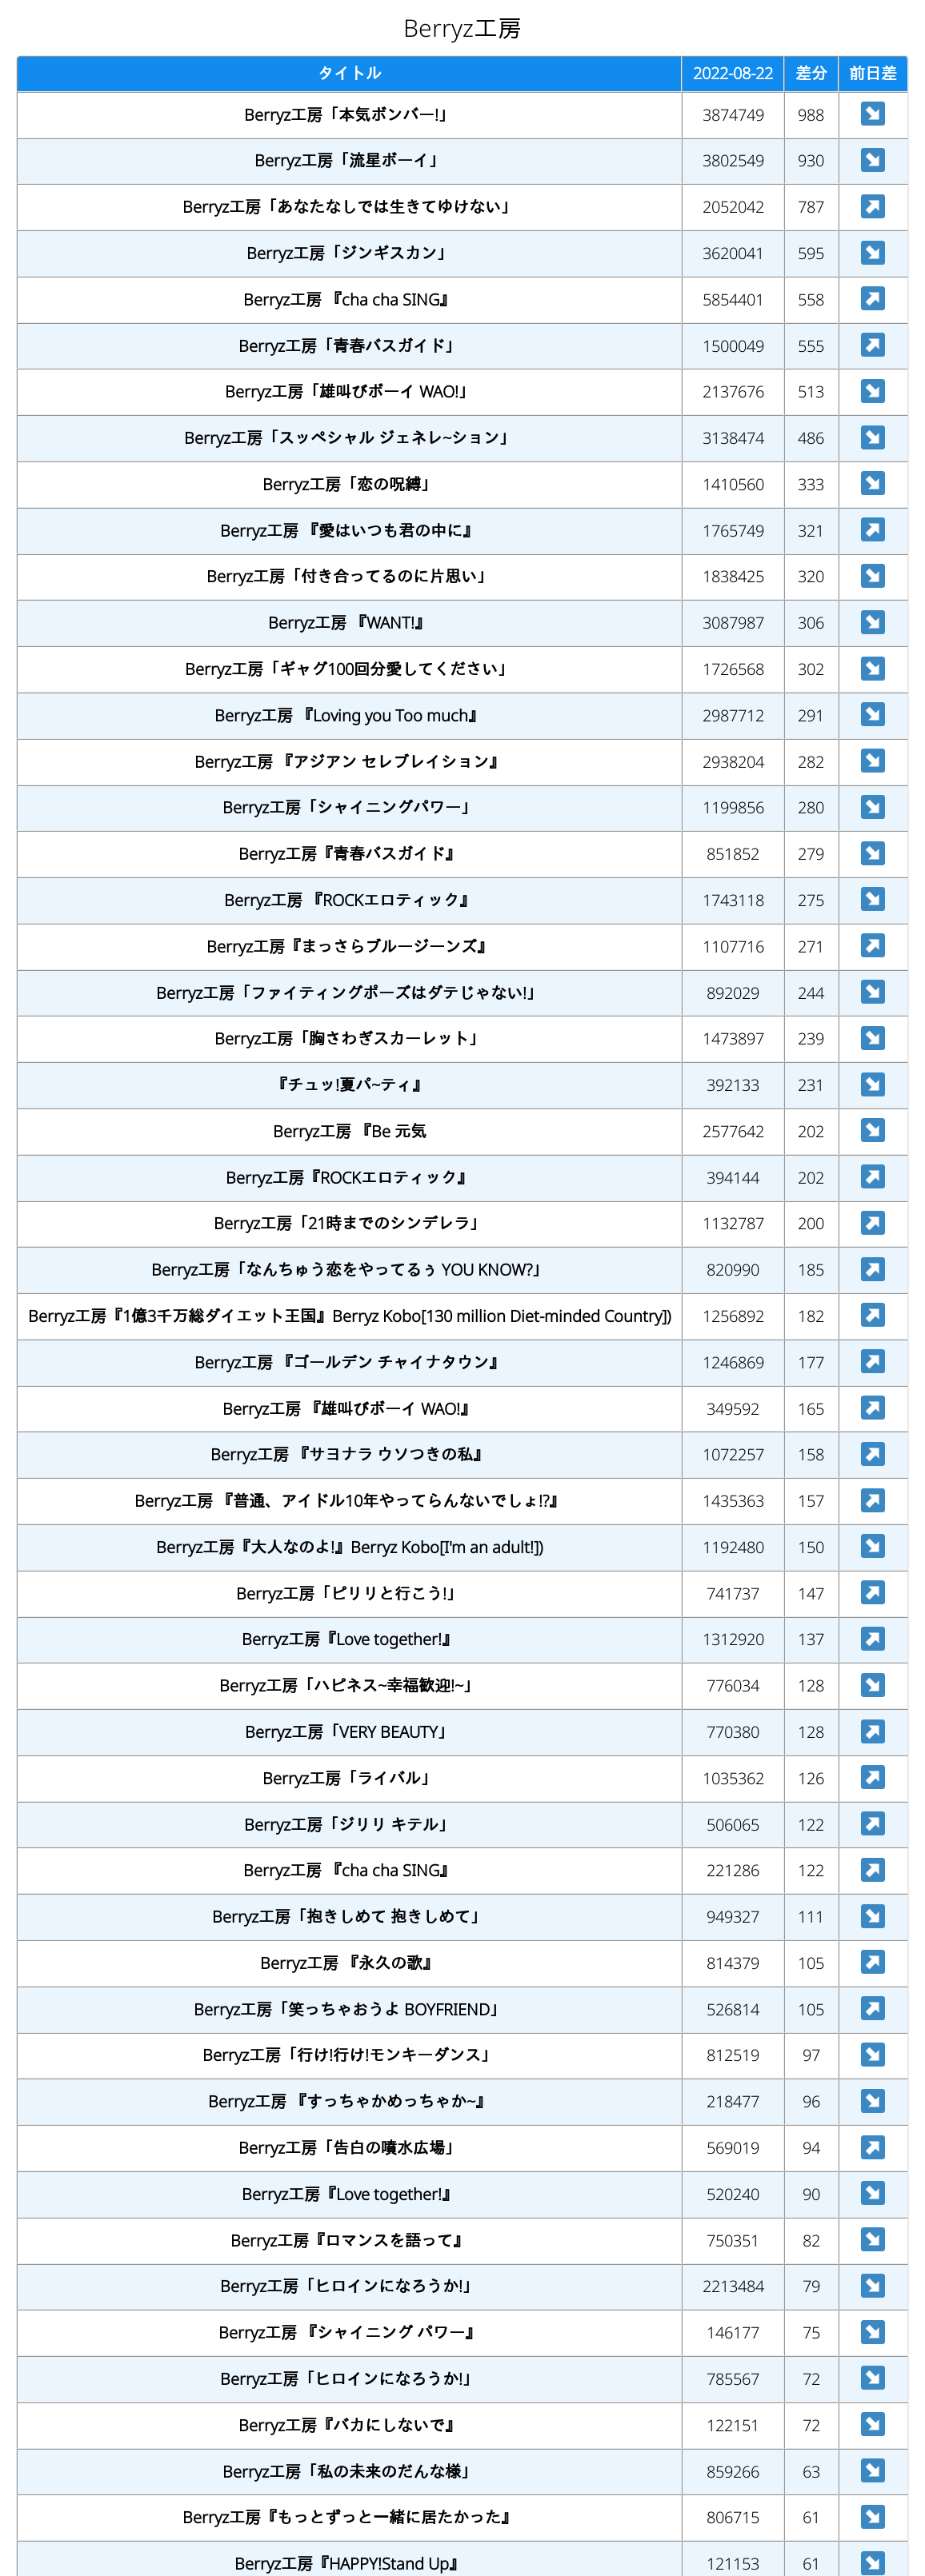 Berryz工房
タイトル 2022-08-22 差分 前日差
Berryz工房「本気ボンバー!」 3874749 988 ↘
Berryz工房「流星ボーイ」 3802549 930 ↘
Berryz工房「あなたなしでは生きてゆけない」 2052042 787 ↗
Berryz工房「ジンギスカン」 3620041 595 ↘
Berryz工房 『cha cha SING』 5854401 558 ↗
Berryz工房「青春バスガイド」 1500049 555 ↗
Berryz工房「雄叫びボーイ WAO!」 2137676 513 ↘
Berryz工房「スッペシャル ジェネレ~ション」 3138474 486 ↘
Berryz工房「恋の呪縛」 1410560 333 ↘
Berryz工房 『愛はいつも君の中に』 1765749 321 ↗
Berryz工房「付き合ってるのに片思い」 1838425 320 ↘
Berryz工房 『WANT!』 3087987 306 ↘
Berryz工房「ギャグ100回分愛してください」 1726568 302 ↘
Berryz工房 『Loving you Too much』 2987712 291 ↘
Berryz工房 『アジアン セレブレイション』 2938204 282 ↘
Berryz工房「シャイニングパワー」 1199856 280 ↘
Berryz工房『青春バスガイド』 851852 279 ↘
Berryz工房 『ROCKエロティック』 1743118 275 ↘
Berryz工房『まっさらブルージーンズ』 1107716 271 ↗
Berryz工房「ファイティングポーズはダテじゃない!」 892029 244 ↘
Berryz工房「胸さわぎスカーレット」 1473897 239 ↘
『チュッ!夏パ~ティ』 392133 231 ↘
Berryz工房 『Be 元気 2577642 202 ↘
Berryz工房『ROCKエロティック』 394144 202 ↗
Berryz工房「21時までのシンデレラ」 1132787 200 ↗
Berryz工房「なんちゅう恋をやってるぅ YOU KNOW?」 820990 185 ↗
Berryz工房『1億3千万総ダイエット王国』Berryz Kobo[130 million Diet-minded Country]) 1256892 182 ↗
Berryz工房 『ゴールデン チャイナタウン』 1246869 177 ↗
Berryz工房 『雄叫びボーイ WAO!』 349592 165 ↗
Berryz工房 『サヨナラ ウソつきの私』 1072257 158 ↗
Berryz工房 『普通、アイドル10年やってらんないでしょ!?』 1435363 157 ↗
Berryz工房『大人なのよ!』Berryz Kobo[I'm an adult!]) 1192480 150 ↘
Berryz工房「ピリリと行こう!」 741737 147 ↗
Berryz工房『Love together!』 1312920 137 ↗
Berryz工房「ハピネス~幸福歓迎!~」 776034 128 ↘
Berryz工房「VERY BEAUTY」 770380 128 ↗
Berryz工房「ライバル」 1035362 126 ↗
Berryz工房「ジリリ キテル」 506065 122 ↗
Berryz工房 『cha cha SING』 221286 122 ↗
Berryz工房「抱きしめて 抱きしめて」 949327 111 ↘
Berryz工房 『永久の歌』 814379 105 ↗
Berryz工房「笑っちゃおうよ BOYFRIEND」 526814 105 ↗
Berryz工房「行け!行け!モンキーダンス」 812519 97 ↘
Berryz工房 『すっちゃかめっちゃか~』 218477 96 ↘
Berryz工房「告白の噴水広場」 569019 94 ↗
Berryz工房『Love together!』 520240 90 ↘
Berryz工房『ロマンスを語って』 750351 82 ↘
Berryz工房「ヒロインになろうか!」 2213484 79 ↘
Berryz工房 『シャイニング パワー』 146177 75 ↘
Berryz工房「ヒロインになろうか!」 785567 72 ↘
Berryz工房『バカにしないで』 122151 72 ↘
Berryz工房「私の未来のだんな様」 859266 63 ↘
Berryz工房『もっとずっと一緒に居たかった』 806715 61 ↘
Berryz工房『HAPPY!Stand Up』 121153 61 ↘